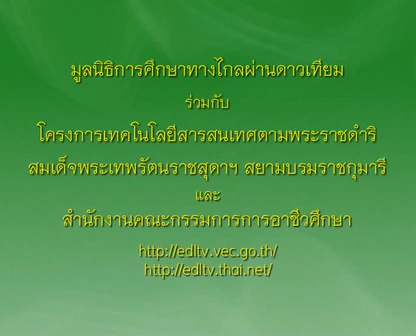 มูลนิธิการศึกษาทางไกลผ่านดาวเทียม
ร่วมกับ
โครงการเทคโนโลยีสารสนเทศตามพระราชดำริ
สมเด็จพระเทพรัตนราชสุดาฯ สยามบรมราชกุมารี
และ
สำนักงานคณะกรรมการการอาชีวศึกษา
http://edltv.vec.go.th/
http://edltv.thai.net/